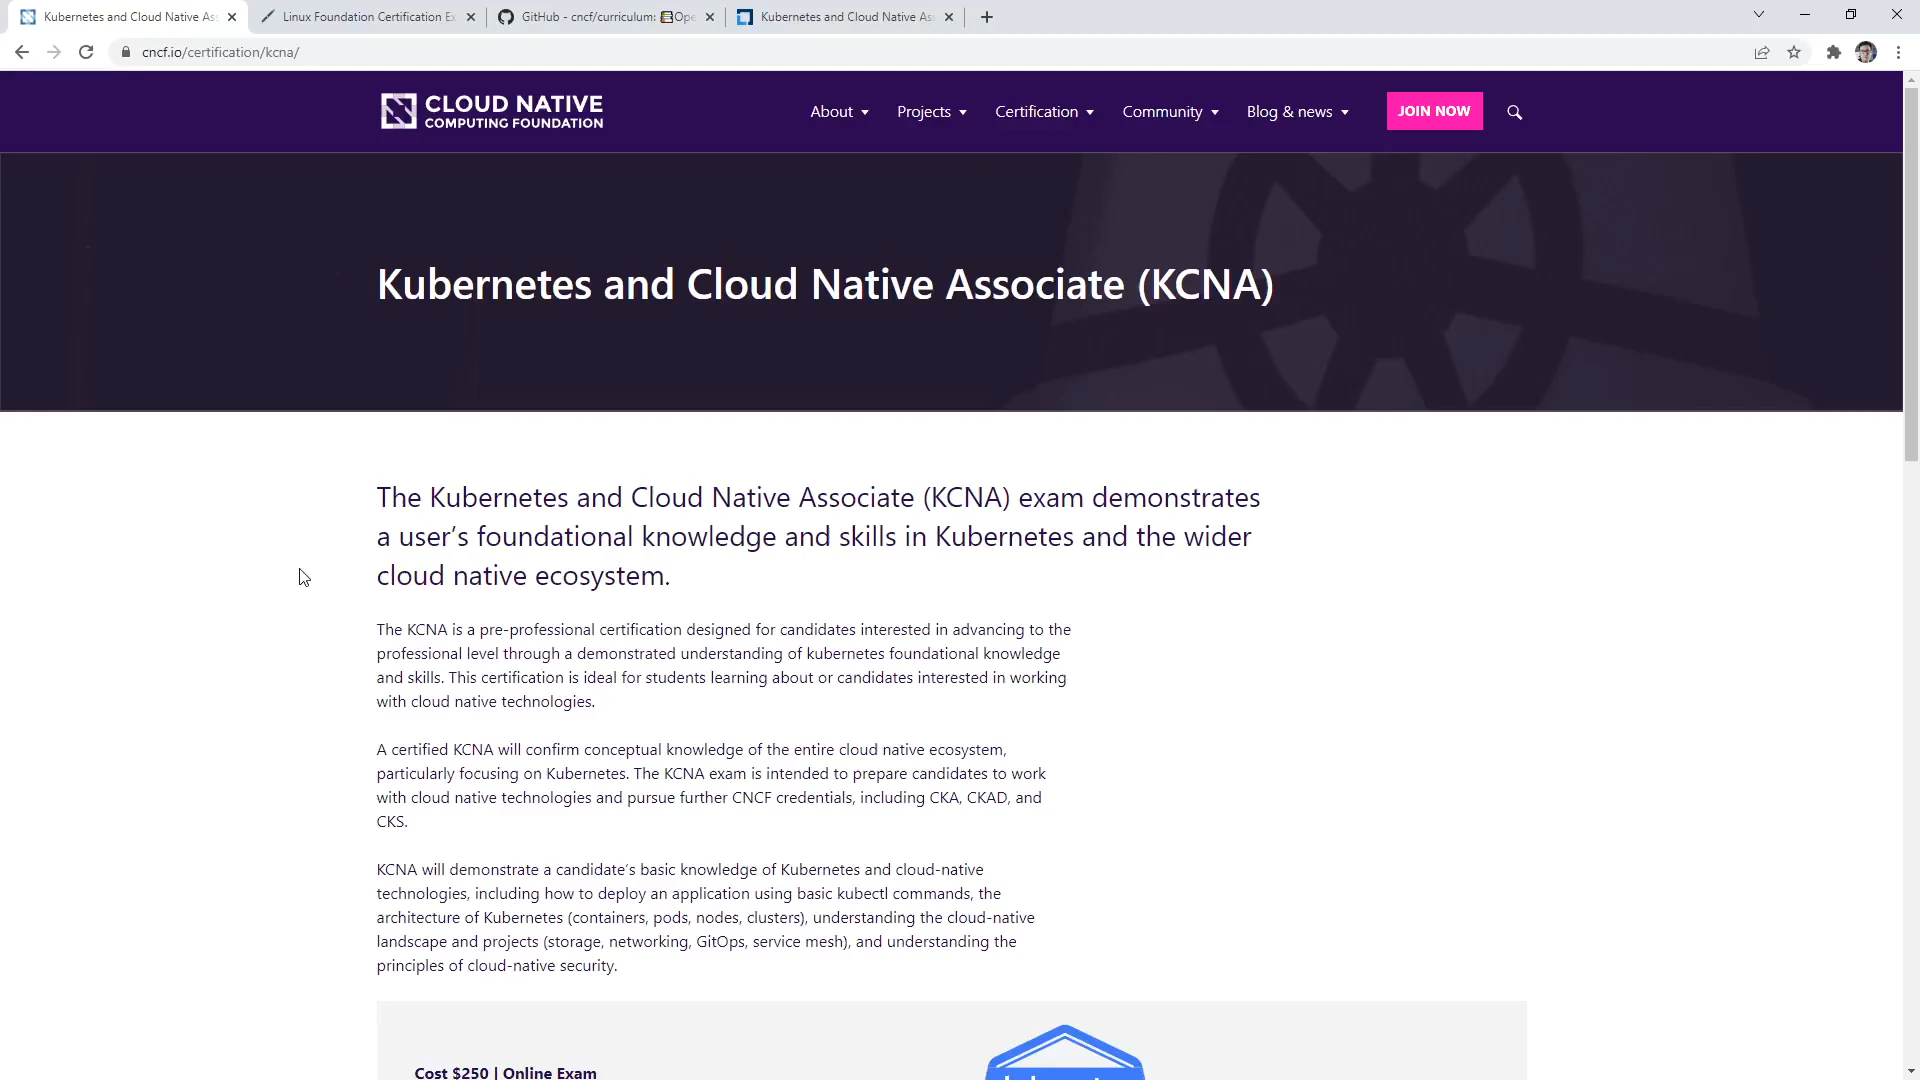 Kubernetes and Cloud Native As
Linux Foundation Certification Ex
GitHub - cncf/curriculum: Ope
Kubernetes and Cloud Native As
cncf.io/certification/kcna/
CLOUD NATIVE
COMPUTING FOUNDATION
About
Projects
Certification
Community
Blog & news
JOIN NOW
Kubernetes and Cloud Native Associate (KCNA)
The Kubernetes and Cloud Native Associate (KCNA) exam demonstrates
a user’s foundational knowledge and skills in Kubernetes and the wider
cloud native ecosystem.
The KCNA is a pre-professional certification designed for candidates interested in advancing to the
professional level through a demonstrated understanding of kubernetes foundational knowledge
and skills. This certification is ideal for students learning about or candidates interested in working
with cloud native technologies.
A certified KCNA will confirm conceptual knowledge of the entire cloud native ecosystem,
particularly focusing on Kubernetes. The KCNA exam is intended to prepare candidates to work
with cloud native technologies and pursue further CNCF credentials, including CKA, CKAD, and
CKS.
KCNA will demonstrate a candidate’s basic knowledge of Kubernetes and cloud-native
technologies, including how to deploy an application using basic kubectl commands, the
architecture of Kubernetes (containers, pods, nodes, clusters), understanding the cloud-native
landscape and projects (storage, networking, GitOps, service mesh), and understanding the
principles of cloud-native security.
Cost $250 | Online Exam